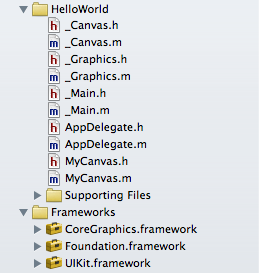 HelloWorld
_Canvas.h
_Canvas.m
_Graphics.h
_Graphics.m
_Main.h
_Main.m
AppDelegate.h
AppDelegate.m
MyCanvas.h
MyCanvas.m
Supporting Files
Frameworks
CoreGraphics.framework
Foundation.framework
UIKit.framework